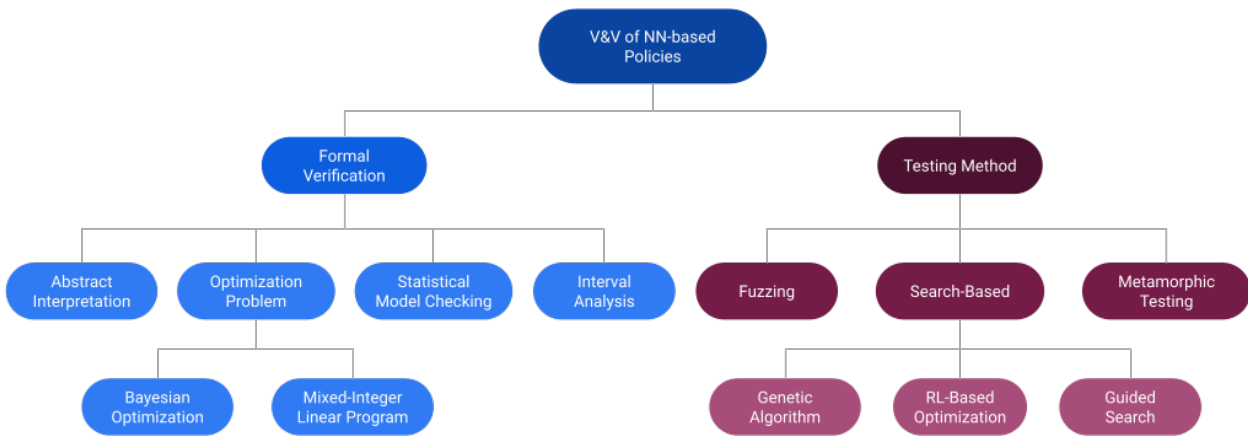 V&V of NN-based
Policies
Formal
Verification
Testing Method
Abstract
Interpretation
Optimization
Problem
Statistical
Model Checking
Interval
Analysis
Fuzzing
Search-Based
Metamorphic
Testing
Bayesian
Optimization
Mixed-Integer
Linear Program
Genetic
Algorithm
RL-Based
Optimization
Guided
Search